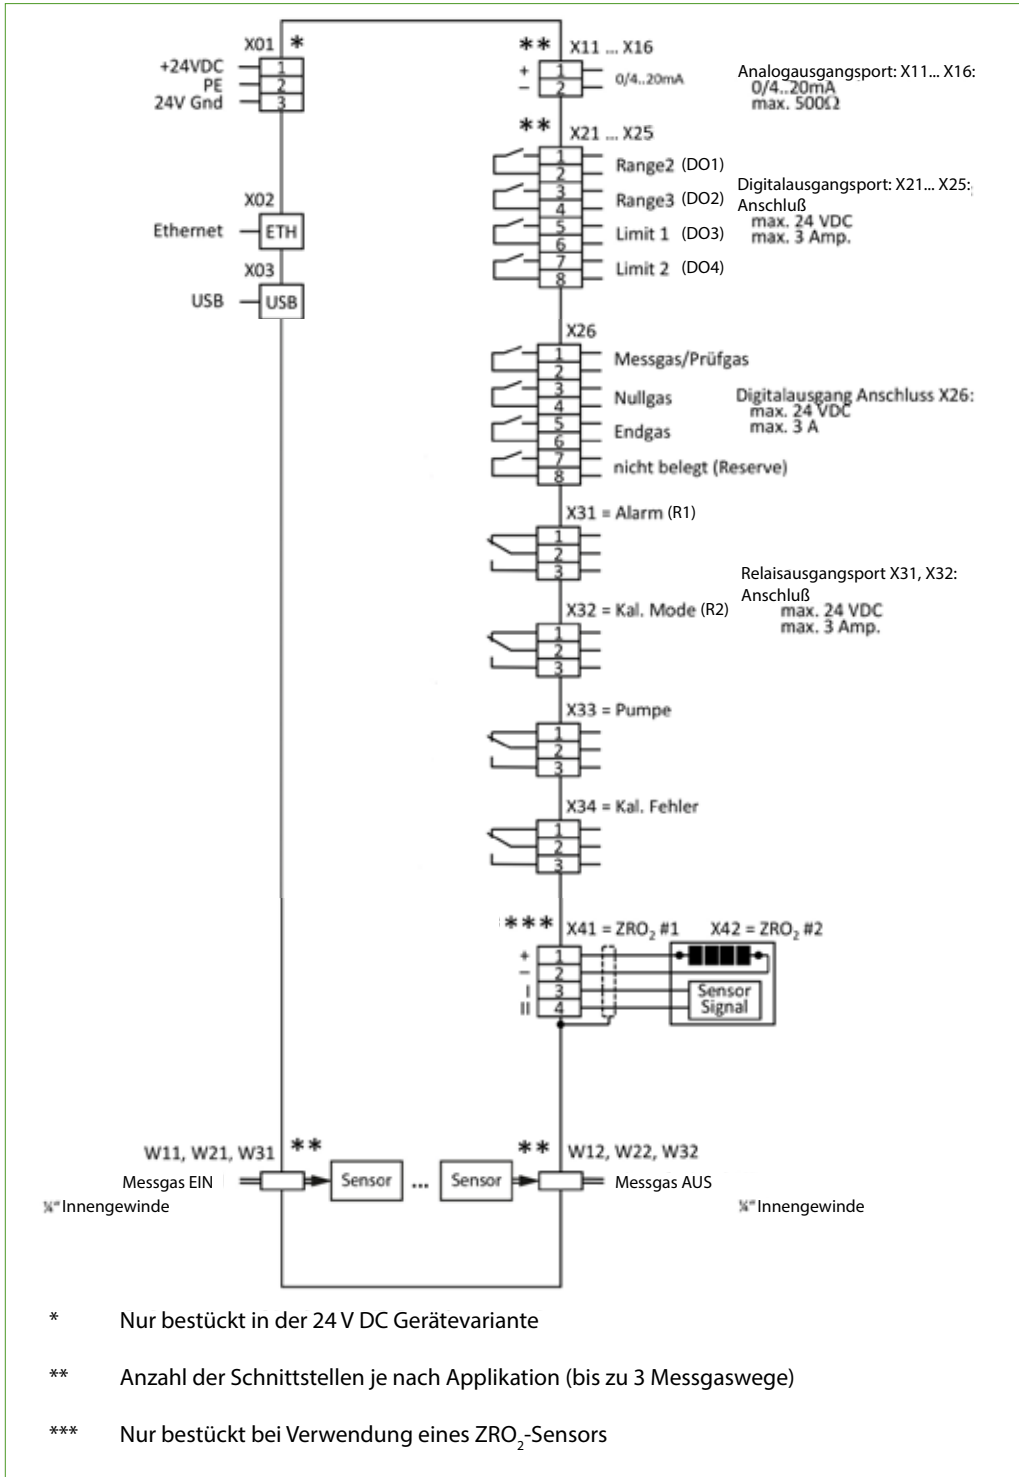 X01 *
+24VDC 1
PE 2
24V Gnd 3
X02
Ethernet ETH
X03
USB USB
** X11 ... X16
+ 1 0/4..20mA
− 2
Analogausgangsport: X11... X16:
0/4..20mA
max. 500Ω
** X21 ... X25
1
2 Range2 (DO1)
3
4 Range3 (DO2)
5
6 Limit 1 (DO3)
7
8 Limit 2 (DO4)
Digitalausgangsport: X21... X25:
Anschluß
max. 24 VDC
max. 3 Amp.
X26
1
2 Messgas/Prüfgas
3
4 Nullgas
5
6 Endgas
7
8 nicht belegt (Reserve)
Digitalausgang Anschluss X26:
max. 24 VDC
max. 3 A
X31 = Alarm (R1)
1
2
3
X32 = Kal. Mode (R2)
1
2
3
Relaisausgangsport X31, X32:
Anschluß
max. 24 VDC
max. 3 Amp.
X33 = Pumpe
1
2
3
X34 = Kal. Fehler
1
2
3
*** X41 = ZRO₂ #1 X42 = ZRO₂ #2
+ 1
− 2
I 3
II 4
Sensor
Signal
W11, W21, W31 ** ** W12, W22, W32
Messgas EIN Sensor ... Sensor Messgas AUS
¼" Innengewinde ¼" Innengewinde
* Nur bestückt in der 24 V DC Gerätevariante
** Anzahl der Schnittstellen je nach Applikation (bis zu 3 Messgaswege)
*** Nur bestückt bei Verwendung eines ZRO₂-Sensors